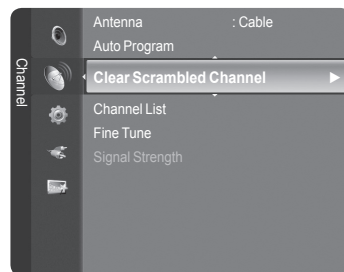 Channel
Antenna : Cable
Auto Program
Clear Scrambled Channel
Channel List
Fine Tune
Signal Strength